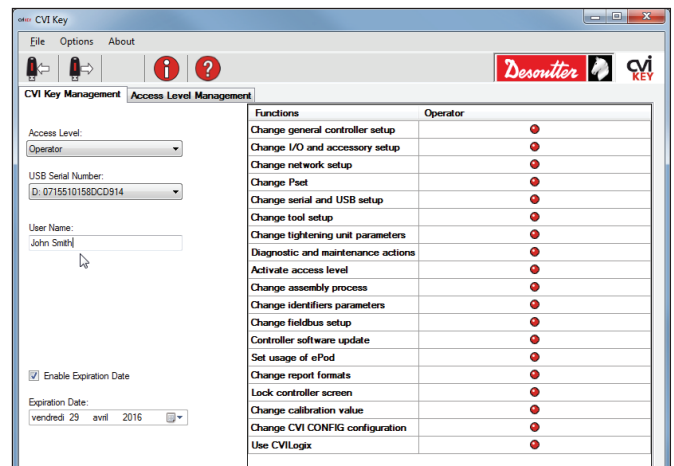 CVI Key
File Options About
Desoutter CVI KEY
CVI Key Management Access Level Management
Access Level:
Operator
USB Serial Number:
D: 0715510158DCD914
User Name:
John Smith
Enable Expiration Date
Expiration Date:
vendredi 29 avril 2016
Functions Operator
Change general controller setup
Change I/O and accessory setup
Change network setup
Change Pset
Change serial and USB setup
Change tool setup
Change tightening unit parameters
Diagnostic and maintenance actions
Activate access level
Change assembly process
Change identifiers parameters
Change fieldbus setup
Controller software update
Set usage of ePod
Change report formats
Lock controller screen
Change calibration value
Change CVI CONFIG configuration
Use CVILogix